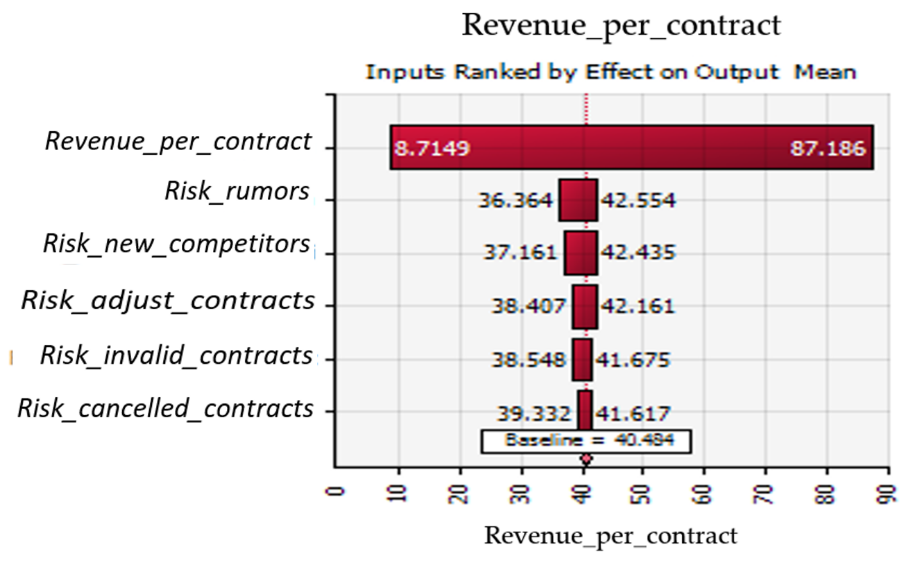 Revenue_per_contract
Inputs Ranked by Effect on Output Mean
Revenue_per_contract 8.7149 87.186
Risk_rumors 36.364 42.554
Risk_new_competitors 37.161 42.435
Risk_adjust_contracts 38.407 42.161
Risk_invalid_contracts 38.548 41.675
Risk_cancelled_contracts 39.332 41.617
Baseline = 40.484
0 10 20 30 40 50 60 70 80 90
Revenue_per_contract